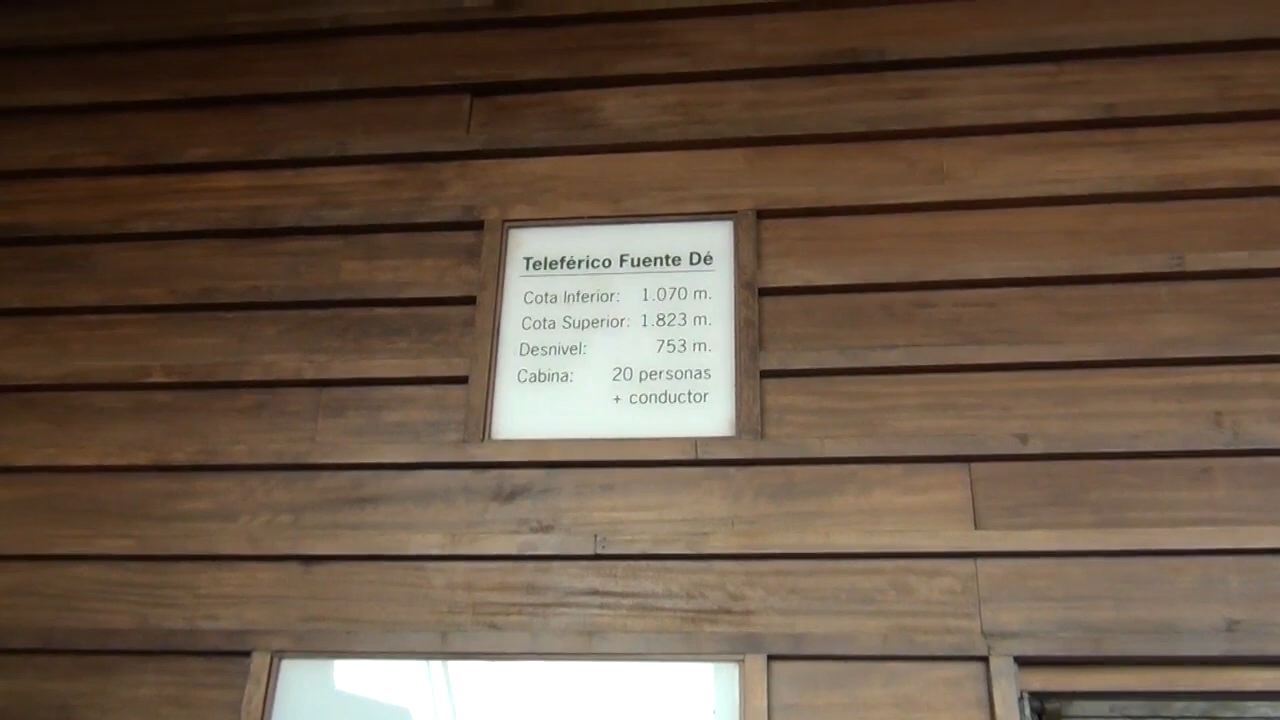 Teleférico Fuente Dé
Cota Inferior: 1.070 m.
Cota Superior: 1.823 m.
Desnivel: 753 m.
Cabina: 20 personas
+ conductor